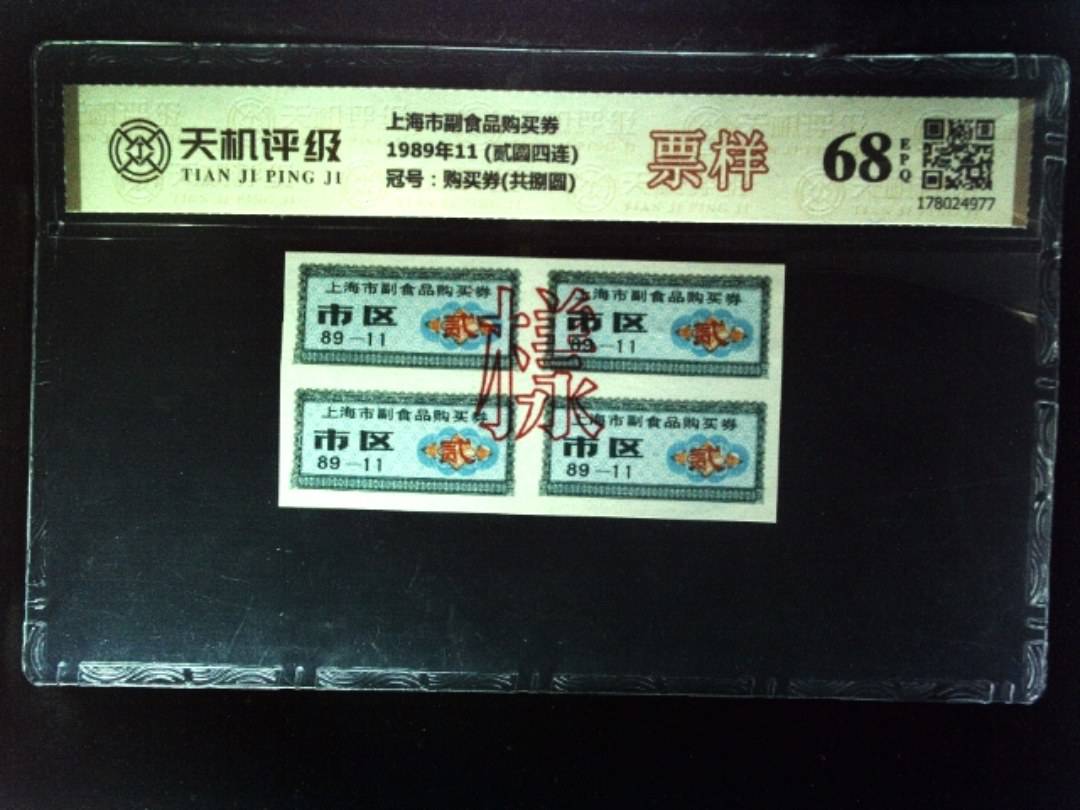 天机评级
TIAN JI PING JI
上海市副食品购买券
1989年11 (贰圆四连)
冠号：购买券(共捌圆)
票样
68
EPQ
178024977
上海市副食品购买券
市区
贰
89—11
上海市副食品购买券
市区
贰
89—11
様
上海市副食品购买券
市区
贰
89—11
上海市副食品购买券
市区
贰
89—11